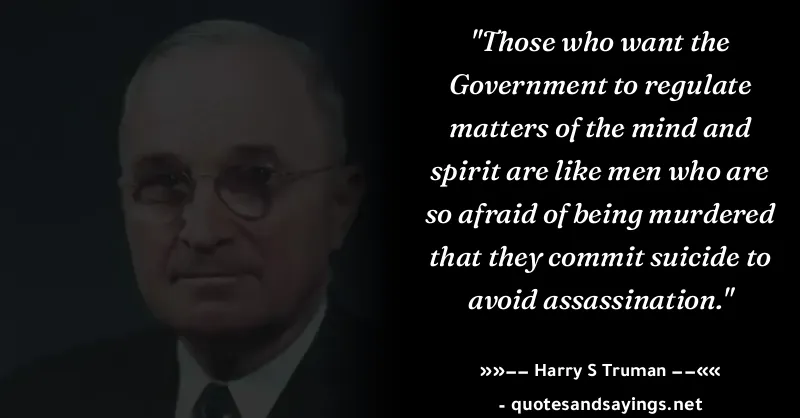 "Those who want the
Government to regulate
matters of the mind and
spirit are like men who are
so afraid of being murdered
that they commit suicide to
avoid assassination."
»»–– Harry S Truman ––««
- quotesandsayings.net